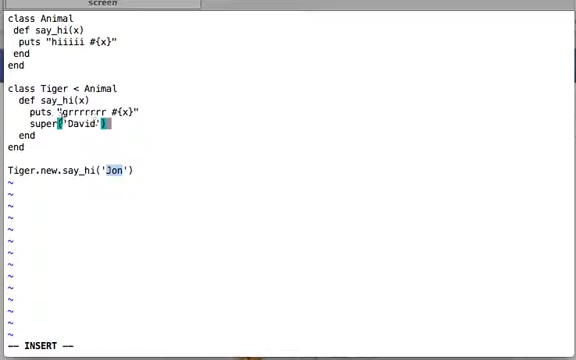 screen
class Animal
def say_hi(x)
puts "hiiiii #{x}"
end
end
class Tiger < Animal
def say_hi(x)
puts "grrrrrrr #{x}"
super('David')
end
end
Tiger.new.say_hi('Jon')
~
~
~
~
~
~
~
~
~
~
~
~
~
~
-- INSERT --